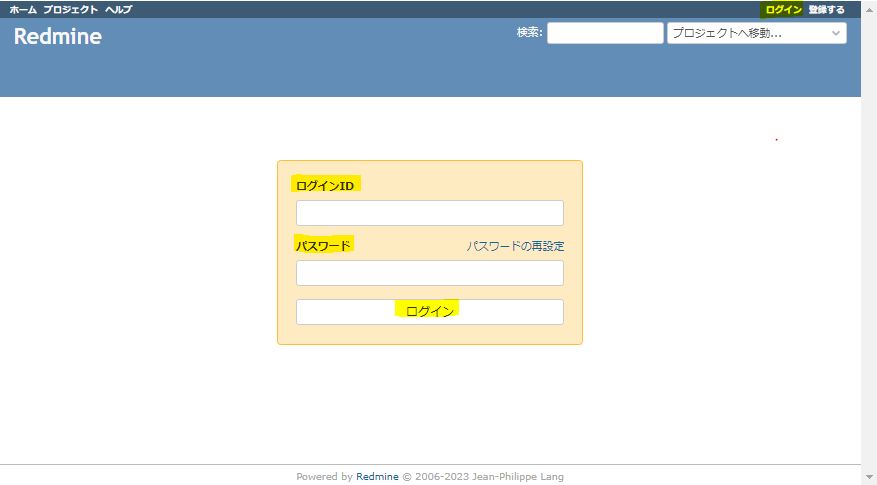 ホーム プロジェクト ヘルプ ログイン 登録する
Redmine 検索: プロジェクトへ移動...
ログインID
パスワード パスワードの再設定
ログイン
Powered by Redmine © 2006-2023 Jean-Philippe Lang